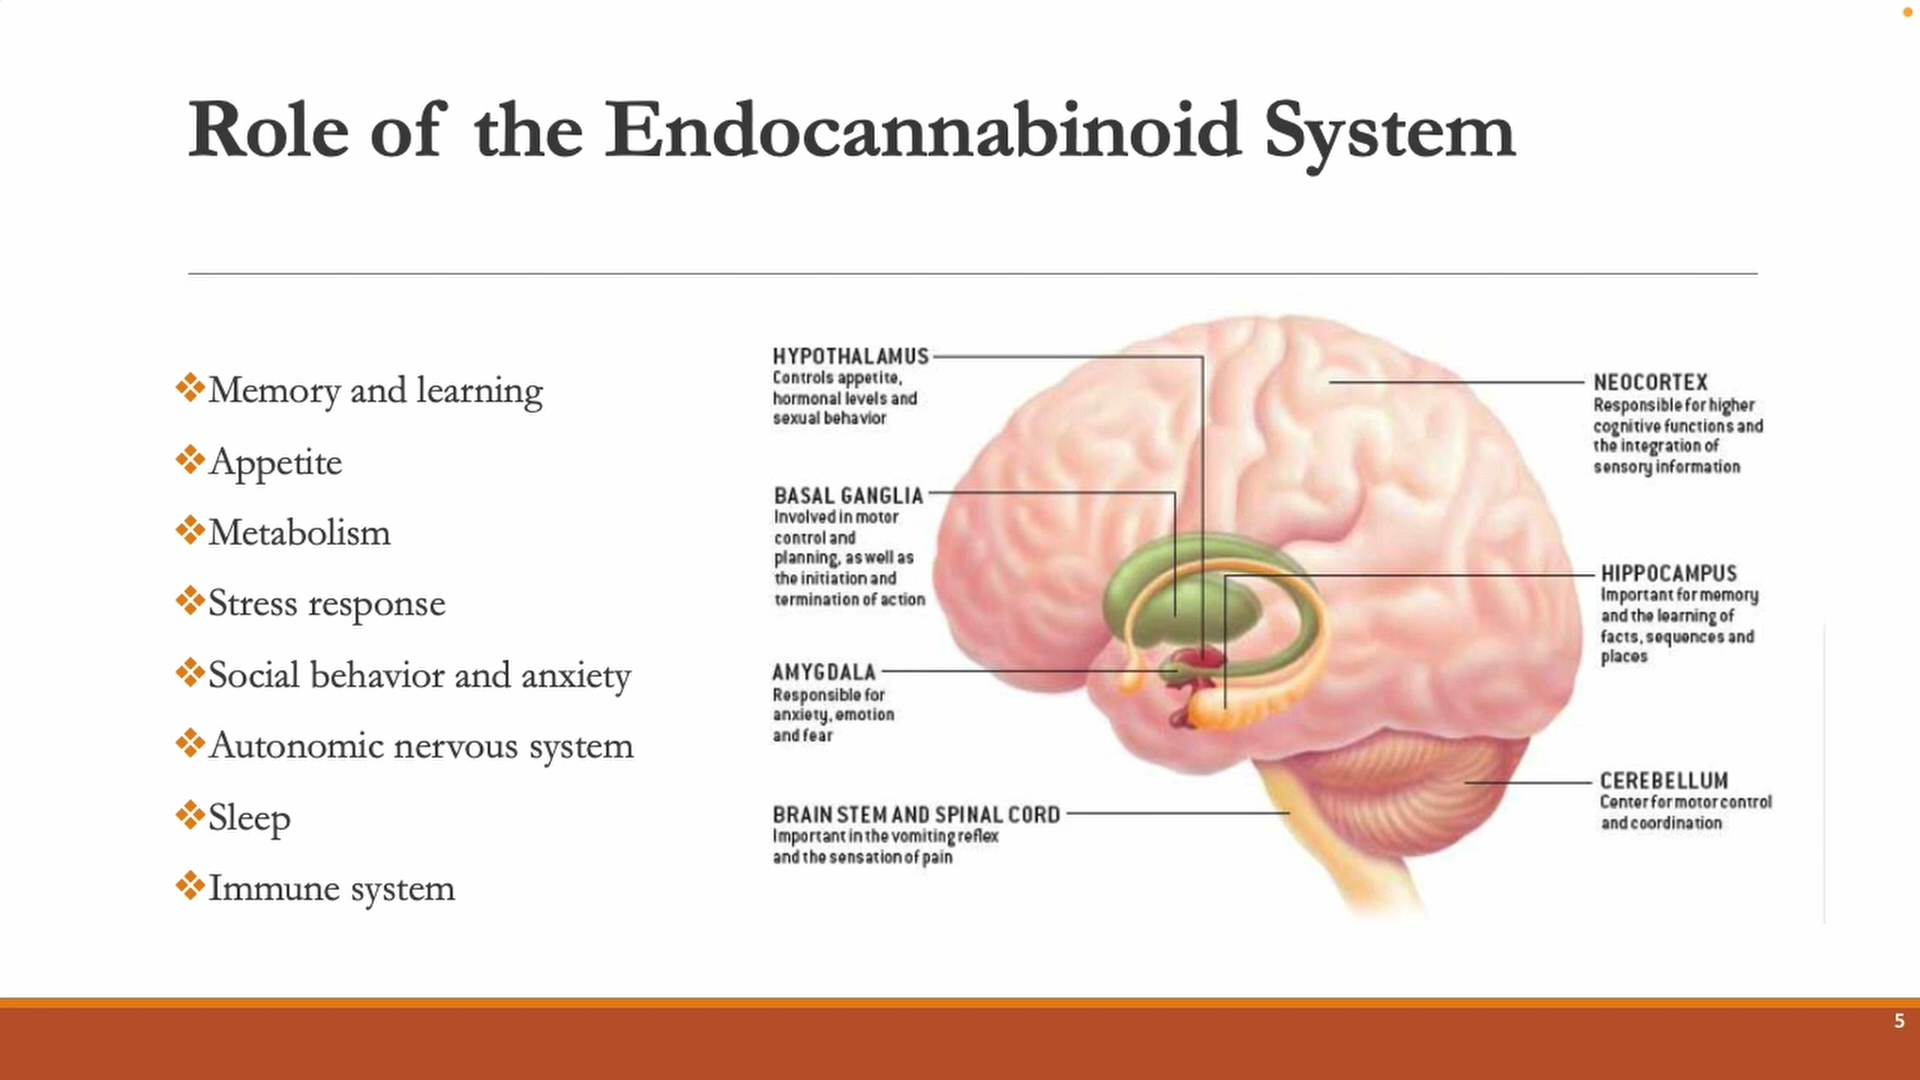 Role of the Endocannabinoid System
Memory and learning
Appetite
Metabolism
Stress response
Social behavior and anxiety
Autonomic nervous system
Sleep
Immune system
HYPOTHALAMUS
Controls appetite,
hormonal levels and
sexual behavior
BASAL GANGLIA
Involved in motor
control and
planning, as well as
the initiation and
termination of action
AMYGDALA
Responsible for
anxiety, emotion
and fear
BRAIN STEM AND SPINAL CORD
Important in the vomiting reflex
and the sensation of pain
NEOCORTEX
Responsible for higher
cognitive functions and
the integration of
sensory information
HIPPOCAMPUS
Important for memory
and the learning of
facts, sequences and
places
CEREBELLUM
Center for motor control
and coordination
5